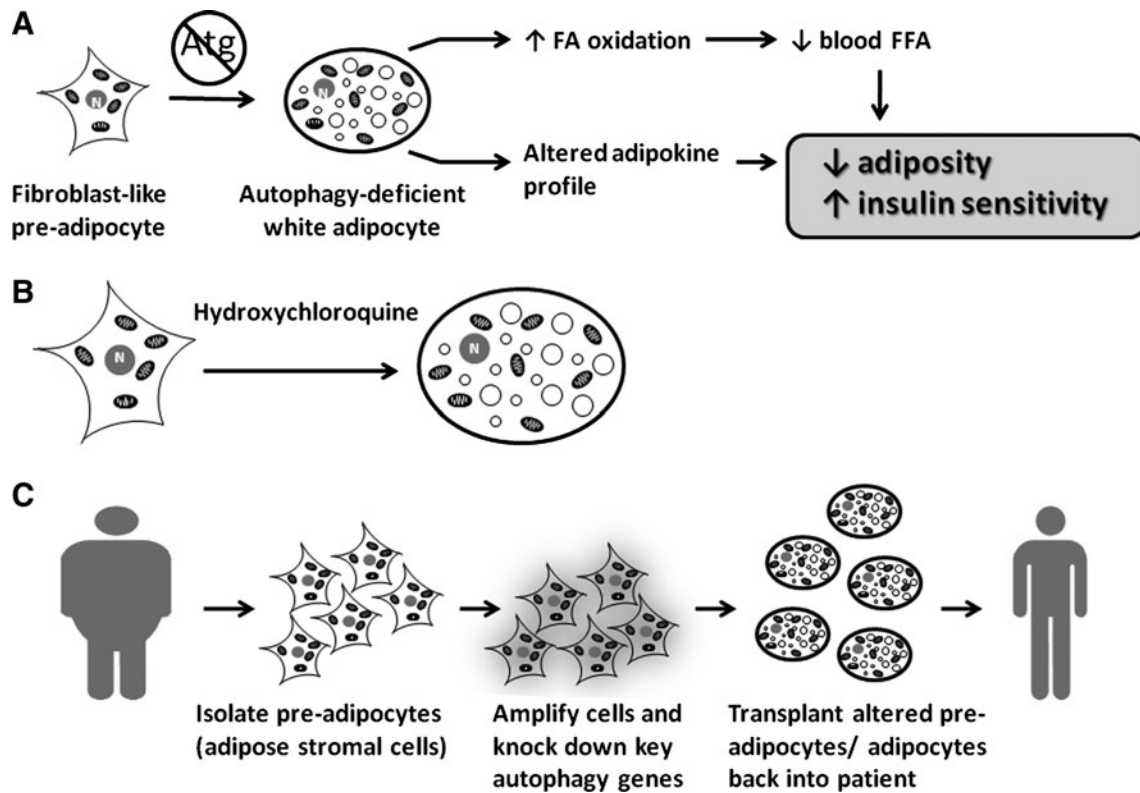 A
Atg
↑ FA oxidation
↓ blood FFA
N
N
Altered adipokine
profile
↓ adiposity
↑ insulin sensitivity
Fibroblast-like
pre-adipocyte
Autophagy-deficient
white adipocyte
B
Hydroxychloroquine
N
N
C
Isolate pre-adipocytes
(adipose stromal cells)
Amplify cells and
knock down key
autophagy genes
Transplant altered pre-
adipocytes/ adipocytes
back into patient